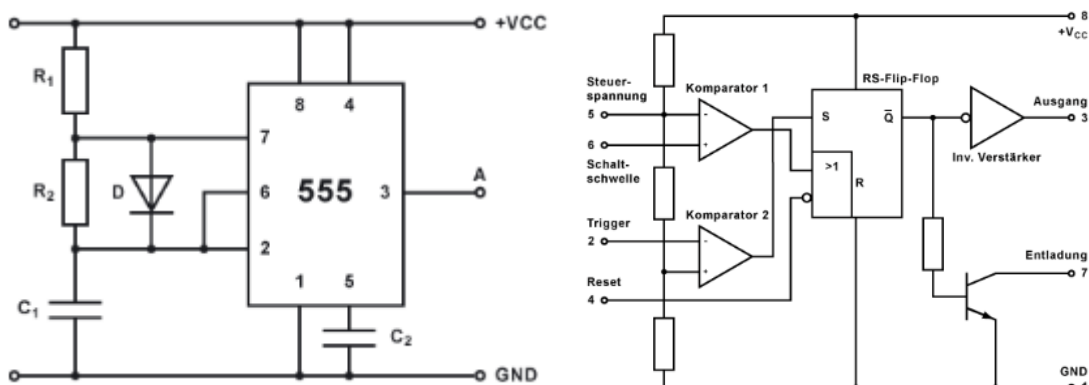 +VCC
R1
8
4
7
R2
D
6
555
3
A
2
1
5
C1
C2
GND
8
+VCC
RS-Flip-Flop
Steuer-
spannung
5
Komparator 1
-
+
6
Schalt-
schwelle
S
Q̅
Ausgang
3
Inv. Verstärker
>1
R
Trigger
2
Komparator 2
-
+
Reset
4
Entladung
7
GND